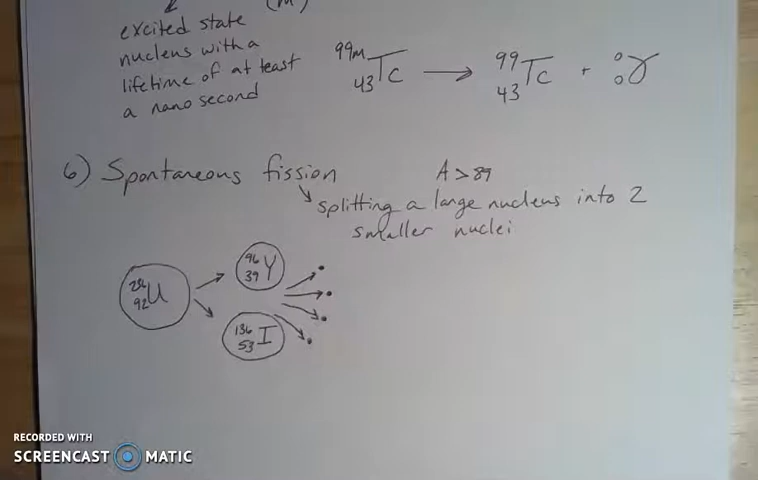 (m)
excited state
nucleus with a
lifetime of at least
a nano second
99m 43 Tc → 99 43 Tc + 0 0 γ
6) Spontaneous fission A > 89
splitting a large nucleus into 2
smaller nuclei
96 39 Y
92 U
136 53 I
RECORDED WITH
SCREENCAST MATIC